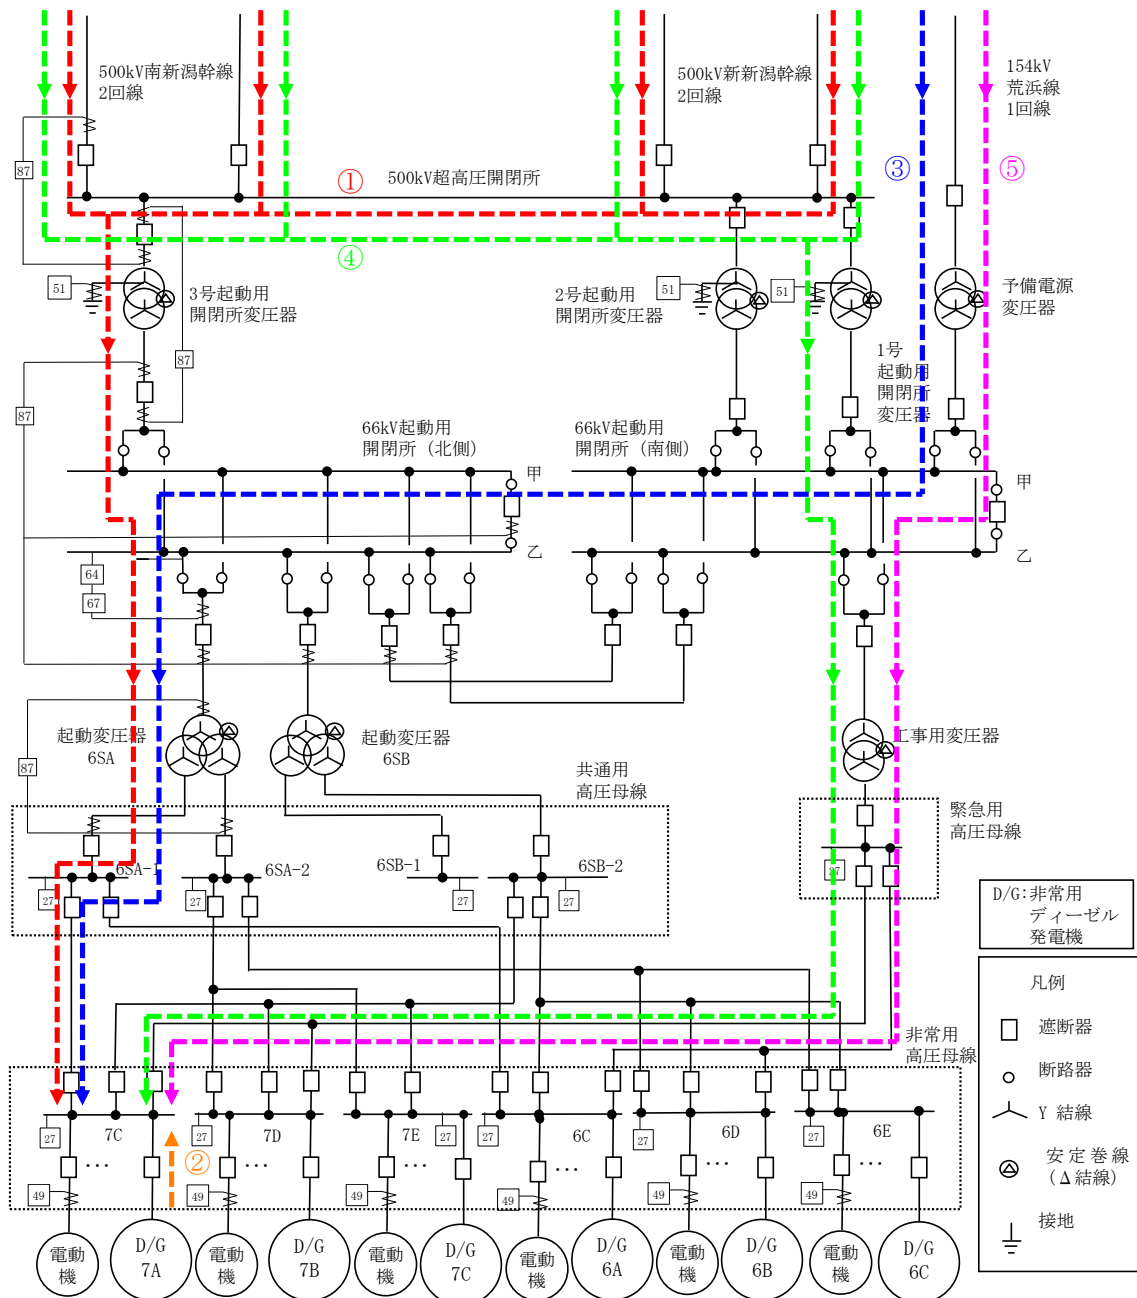 500kV南新潟幹線
2回線
500kV新新潟幹線
2回線
154kV
荒浜線
1回線
87
①
500kV超高圧開閉所
③
⑤
④
51
3号起動用
開閉所変圧器
2号起動用
開閉所変圧器
51
51
予備電源
変圧器
87
1号
起動用
開閉所
変圧器
87
66kV起動用
開閉所（北側）
66kV起動用
開閉所（南側）
甲
甲
乙
乙
64
67
起動変圧器
6SA
起動変圧器
6SB
工事用変圧器
87
共通用
高圧母線
緊急用
高圧母線
6SA-1
6SA-2
6SB-1
6SB-2
27
27
27
27
27
D/G:非常用
ディーゼル
発電機
非常用
高圧母線
凡例
遮断器
断路器
Y 結線
安定巻線
(Δ結線)
接地
27
7C
27
7D
7E
27
27
6C
27
6D
27
6E
…
②
…
…
…
…
…
49
49
49
49
49
49
電動
機
D/G
7A
電動
機
D/G
7B
電動
機
D/G
7C
電動
機
D/G
6A
電動
機
D/G
6B
電動
機
D/G
6C